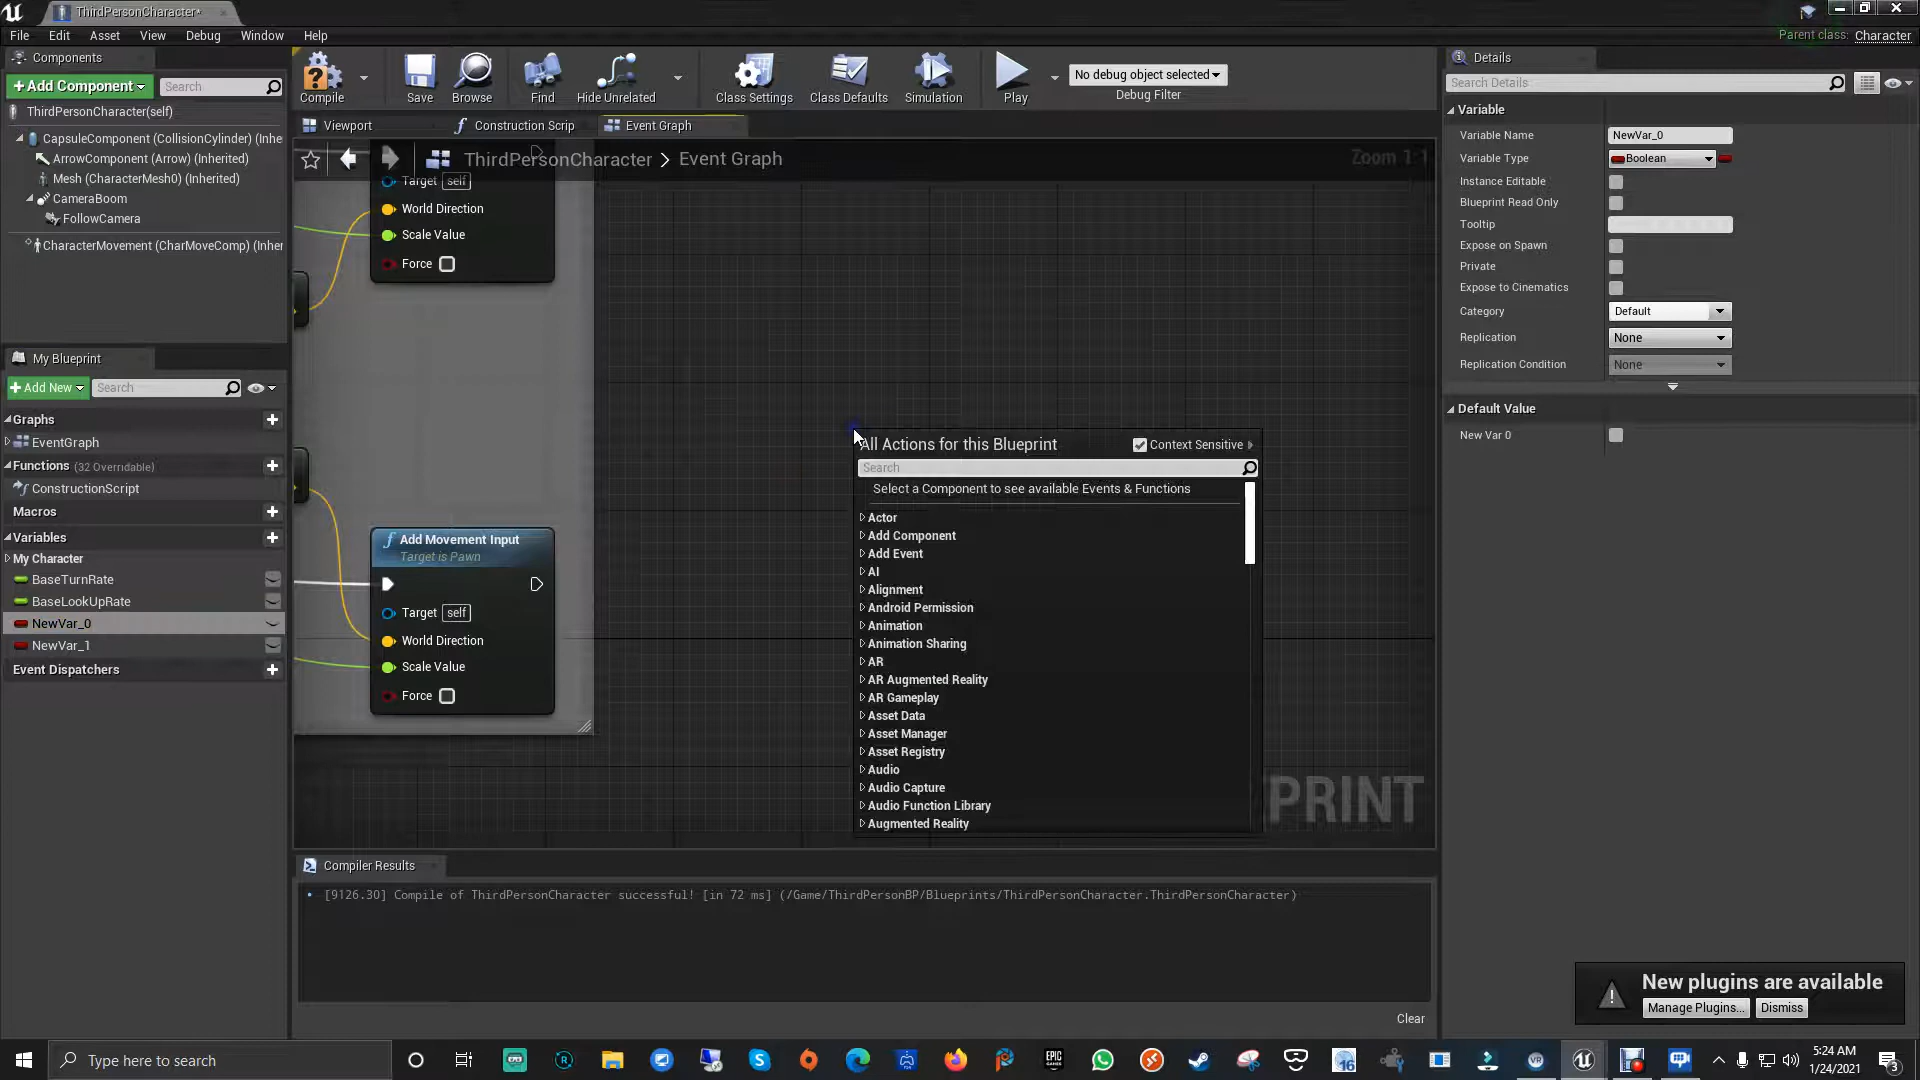 ThirdPersonCharacter*
File Edit Asset View Debug Window Help
Parent class: Character
Components
+Add Component
Search
ThirdPersonCharacter(self)
CapsuleComponent (CollisionCylinder) (Inhe
ArrowComponent (Arrow) (Inherited)
Mesh (CharacterMesh0) (Inherited)
CameraBoom
FollowCamera
CharacterMovement (CharMoveComp) (Inher
My Blueprint
+Add New
Search
Graphs
EventGraph
Functions (32 Overridable)
ConstructionScript
Macros
Variables
My Character
BaseTurnRate
BaseLookUpRate
NewVar_0
NewVar_1
Event Dispatchers
Compile Save Browse Find Hide Unrelated Class Settings Class Defaults Simulation Play
No debug object selected
Debug Filter
Viewport Construction Scrip Event Graph
ThirdPersonCharacter > Event Graph
Zoom 1:1
Target self
World Direction
Scale Value
Force
Add Movement Input
Target is Pawn
Target self
World Direction
Scale Value
Force
All Actions for this Blueprint
Context Sensitive
Search
Select a Component to see available Events & Functions
Actor
Add Component
Add Event
AI
Alignment
Android Permission
Animation
Animation Sharing
AR
AR Augmented Reality
AR Gameplay
Asset Data
Asset Manager
Asset Registry
Audio
Audio Capture
Audio Function Library
Augmented Reality
PRINT
Compiler Results
[9126.30] Compile of ThirdPersonCharacter successful! [in 72 ms] (/Game/ThirdPersonBP/Blueprints/ThirdPersonCharacter.ThirdPersonCharacter)
Clear
Details
Search Details
Variable
Variable Name NewVar_0
Variable Type Boolean
Instance Editable
Blueprint Read Only
Tooltip
Expose on Spawn
Private
Expose to Cinematics
Category Default
Replication None
Replication Condition None
Default Value
New Var 0
New plugins are available
Manage Plugins... Dismiss
Type here to search
5:24 AM
1/24/2021